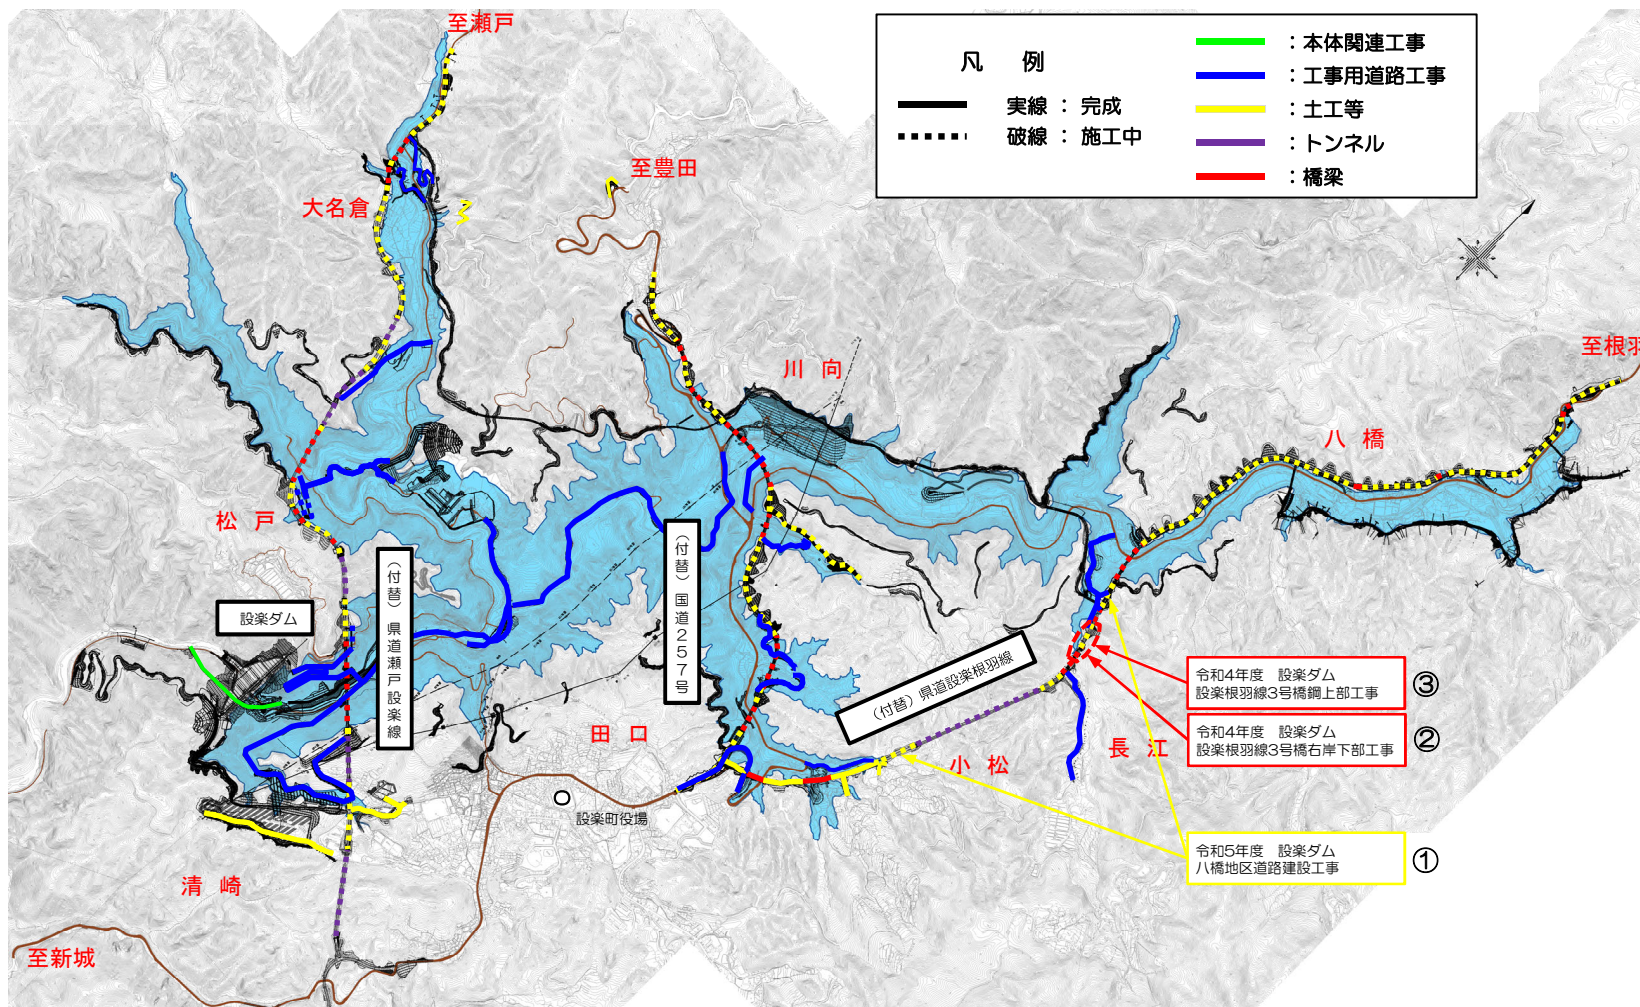 至瀬戸
凡 例
実線 : 完成
破線 : 施工中
:本体関連工事
:工事用道路工事
:土工等
:トンネル
:橋梁
至豊田
大名倉
至根羽
川 向
八 橋
松 戸
設楽ダム
(付替) 県道瀬戸設楽線
(付替) 国道257号
(付替) 県道設楽根羽線
田 口
小 松
長 江
設楽町役場
令和4年度 設楽ダム
設楽根羽線3号橋鋼上部工事
③
令和4年度 設楽ダム
設楽根羽線3号橋右岸下部工事
②
令和5年度 設楽ダム
八橋地区道路建設工事
①
清 崎
至新城